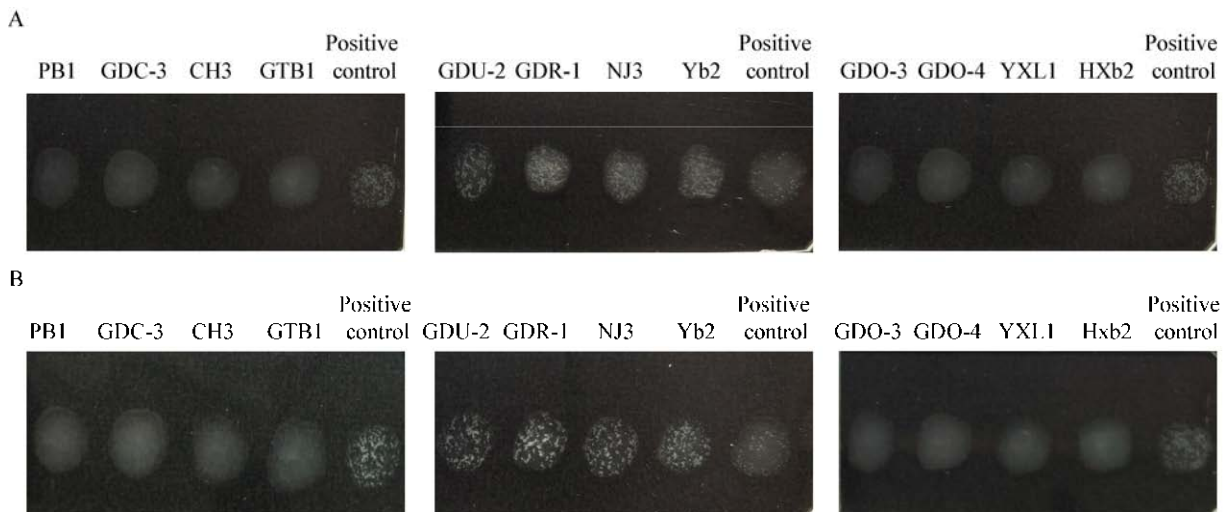 A
Positive Positive Positive
PB1 GDC-3 CH3 GTB1 control GDU-2 GDR-1 NJ3 Yb2 control GDO-3 GDO-4 YXL1 HXb2 control
B
Positive Positive Positive
PB1 GDC-3 CH3 GTB1 control GDU-2 GDR-1 NJ3 Yb2 control GDO-3 GDO-4 YXL1 Hxb2 control